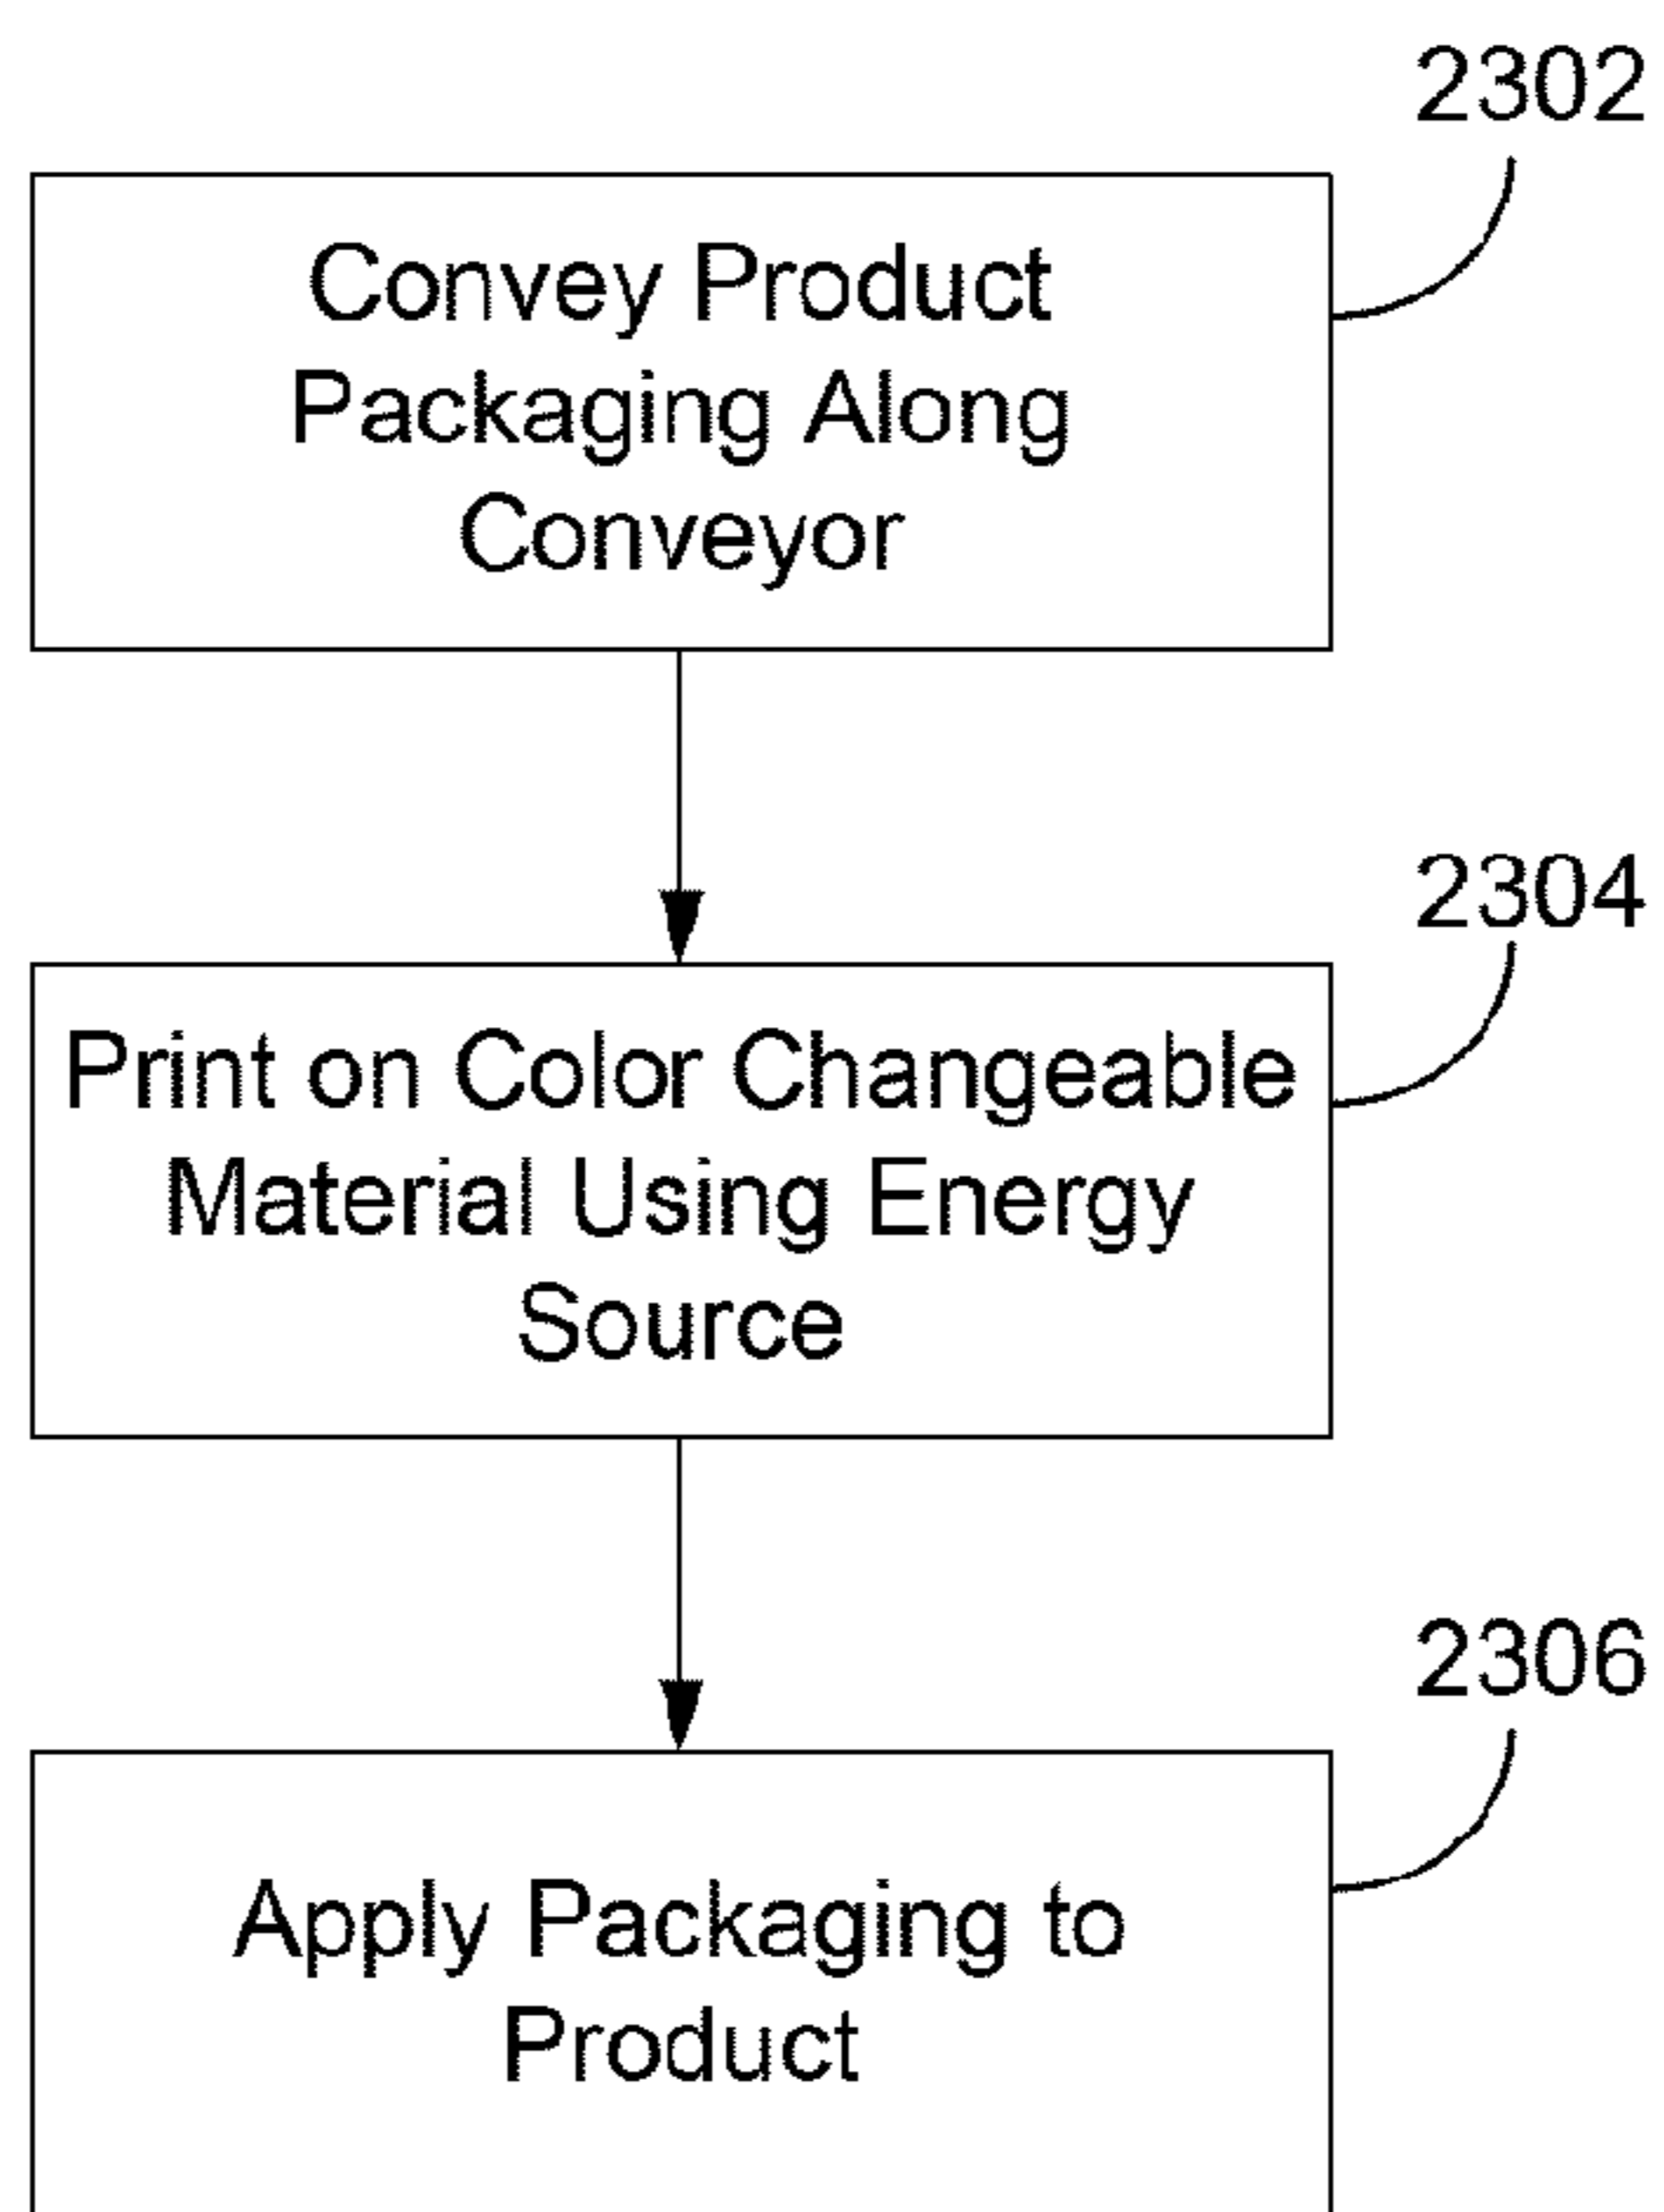 2302
Convey Product
Packaging Along
Conveyor
2304
Print on Color Changeable
Material Using Energy
Source
2306
Apply Packaging to
Product